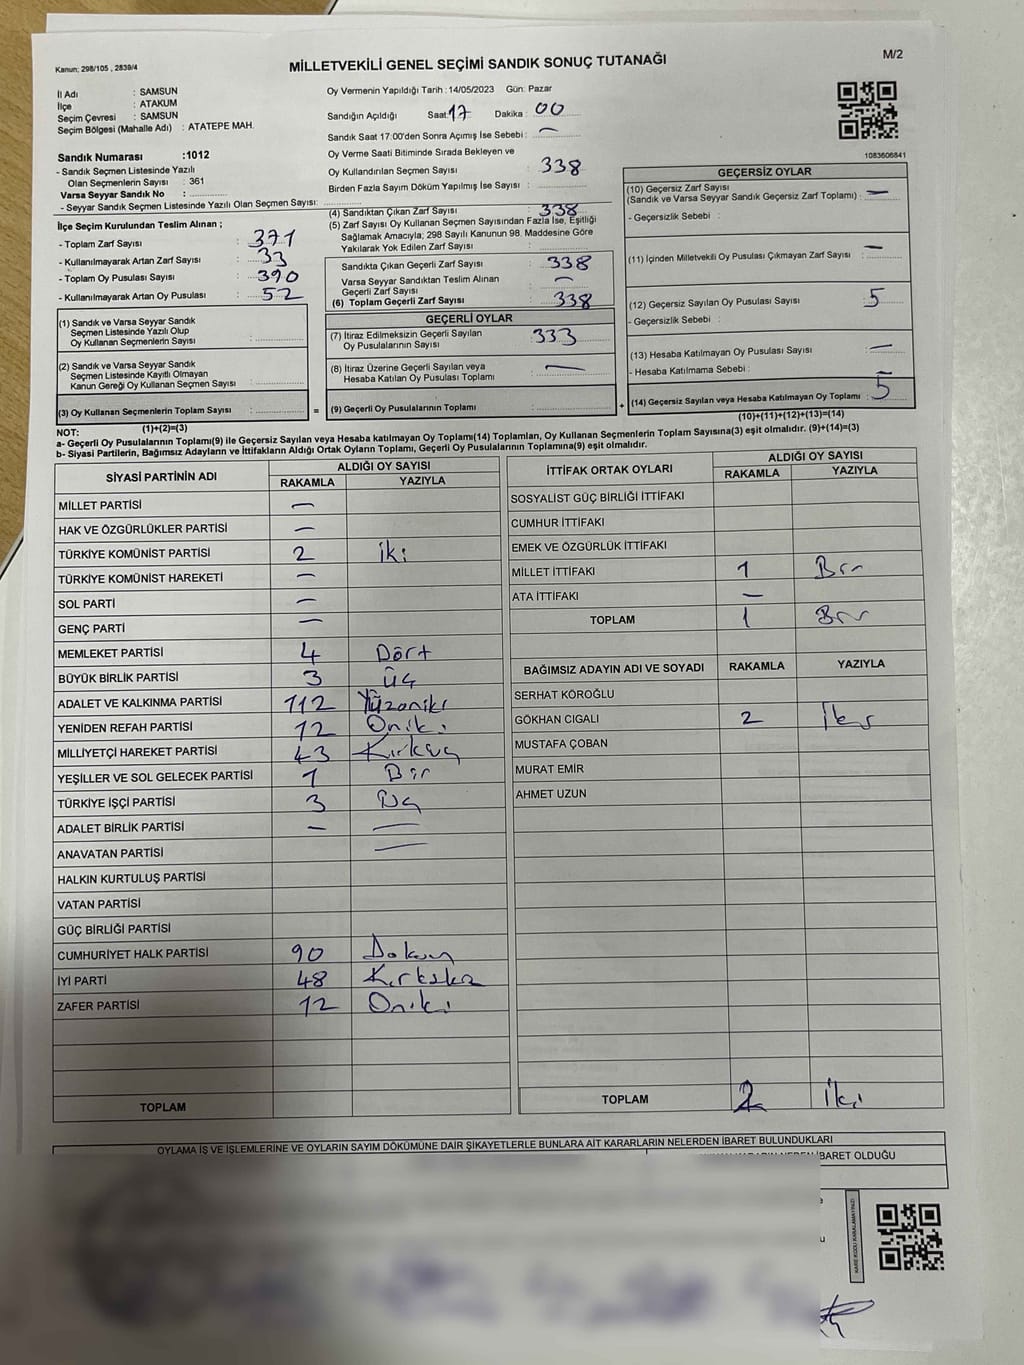 Kanun: 298/105 , 2839/4
MİLLETVEKİLİ GENEL SEÇİMİ SANDIK SONUÇ TUTANAĞI
M/2
İl Adı : SAMSUN
İlçe : ATAKUM
Seçim Çevresi : SAMSUN
Seçim Bölgesi (Mahalle Adı) : ATATEPE MAH.
Sandık Numarası :1012
- Sandık Seçmen Listesinde Yazılı
Olan Seçmenlerin Sayısı : 361
Varsa Seyyar Sandık No :
- Seyyar Sandık Seçmen Listesinde Yazılı Olan Seçmen Sayısı:
İlçe Seçim Kurulundan Teslim Alınan ;
- Toplam Zarf Sayısı : 371
- Kullanılmayarak Artan Zarf Sayısı : 33
- Toplam Oy Pusulası Sayısı : 390
- Kullanılmayarak Artan Oy Pusulası : 52
(1) Sandık ve Varsa Seyyar Sandık
Seçmen Listesinde Yazılı Olup
Oy Kullanan Seçmenlerin Sayısı :
(2) Sandık ve Varsa Seyyar Sandık
Seçmen Listesinde Kayıtlı Olmayan
Kanun Gereği Oy Kullanan Seçmen Sayısı :
(3) Oy Kullanan Seçmenlerin Toplam Sayısı :
(1)+(2)=(3)
Oy Vermenin Yapıldığı Tarih : 14/05/2023 Gün: Pazar
Sandığın Açıldığı Saat: 17 Dakika : 00
Sandık Saat 17:00'den Sonra Açımış İse Sebebi : —
Oy Verme Saati Bitiminde Sırada Bekleyen ve
Oy Kullandırılan Seçmen Sayısı : 338
Birden Fazla Sayım Döküm Yapılmış İse Sayısı :
(4) Sandıktan Çıkan Zarf Sayısı : 338
(5) Zarf Sayısı Oy Kullanan Seçmen Sayısından Fazla İse, Eşitliği
Sağlamak Amacıyla; 298 Sayılı Kanunun 98. Maddesine Göre
Yakılarak Yok Edilen Zarf Sayısı :
Sandıkta Çıkan Geçerli Zarf Sayısı : 338
Varsa Seyyar Sandıktan Teslim Alınan
Geçerli Zarf Sayısı : —
(6) Toplam Geçerli Zarf Sayısı : 338
GEÇERLİ OYLAR
(7) İtiraz Edilmeksizin Geçerli Sayılan
Oy Pusulalarının Sayısı : 333
(8) İtiraz Üzerine Geçerli Sayılan veya
Hesaba Katılan Oy Pusulası Toplamı : —
= (9) Geçerli Oy Pusulalarının Toplamı : +
1083606841
GEÇERSİZ OYLAR
(10) Geçersiz Zarf Sayısı
(Sandık ve Varsa Seyyar Sandık Geçersiz Zarf Toplamı) : —
- Geçersizlik Sebebi :
(11) İçinden Milletvekili Oy Pusulası Çıkmayan Zarf Sayısı : —
(12) Geçersiz Sayılan Oy Pusulası Sayısı : 5
- Geçersizlik Sebebi :
(13) Hesaba Katılmayan Oy Pusulası Sayısı : —
- Hesaba Katılmama Sebebi :
(14) Geçersiz Sayılan veya Hesaba Katılmayan Oy Toplamı : 5
(10)+(11)+(12)+(13)=(14)
NOT:
a- Geçerli Oy Pusulalarının Toplamı(9) ile Geçersiz Sayılan veya Hesaba katılmayan Oy Toplamı(14) Toplamları, Oy Kullanan Seçmenlerin Toplam Sayısına(3) eşit olmalıdır. (9)+(14)=(3)
b- Siyasi Partilerin, Bağımsız Adayların ve İttifakların Aldığı Ortak Oyların Toplamı, Geçerli Oy Pusulalarının Toplamına(9) eşit olmalıdır.
SİYASİ PARTİNİN ADI ALDIĞI OY SAYISI
RAKAMLA YAZIYLA
MİLLET PARTİSİ —
HAK VE ÖZGÜRLÜKLER PARTİSİ —
TÜRKİYE KOMÜNİST PARTİSİ 2 iki
TÜRKİYE KOMÜNİST HAREKETİ —
SOL PARTİ —
GENÇ PARTİ —
MEMLEKET PARTİSİ 4 Dört
BÜYÜK BİRLİK PARTİSİ 3 üç
ADALET VE KALKINMA PARTİSİ 112 Yüzoniki
YENİDEN REFAH PARTİSİ 12 Oniki
MİLLİYETÇİ HAREKET PARTİSİ 43 Kırküç
YEŞİLLER VE SOL GELECEK PARTİSİ 1 Bir
TÜRKİYE İŞÇİ PARTİSİ 3 Üç
ADALET BİRLİK PARTİSİ — —
ANAVATAN PARTİSİ —
HALKIN KURTULUŞ PARTİSİ
VATAN PARTİSİ
GÜÇ BİRLİĞİ PARTİSİ
CUMHURİYET HALK PARTİSİ 90 Doksan
İYİ PARTİ 48 Kırksekiz
ZAFER PARTİSİ 12 Oniki
TOPLAM
İTTİFAK ORTAK OYLARI ALDIĞI OY SAYISI
RAKAMLA YAZIYLA
SOSYALİST GÜÇ BİRLİĞİ İTTİFAKI
CUMHUR İTTİFAKI
EMEK VE ÖZGÜRLÜK İTTİFAKI
MİLLET İTTİFAKI 1 Bir
ATA İTTİFAKI —
TOPLAM 1 Bir
BAĞIMSIZ ADAYIN ADI VE SOYADI RAKAMLA YAZIYLA
SERHAT KÖROĞLU
GÖKHAN CIGALI 2 İki
MUSTAFA ÇOBAN
MURAT EMİR
AHMET UZUN
TOPLAM 2 İki
OYLAMA İŞ VE İŞLEMLERİNE VE OYLARIN SAYIM DÖKÜMÜNE DAİR ŞİKAYETLERLE BUNLARA AİT KARARLARIN NELERDEN İBARET BULUNDUKLARI
İBARET OLDUĞU
KARE KODU KARALAMAYINIZ!